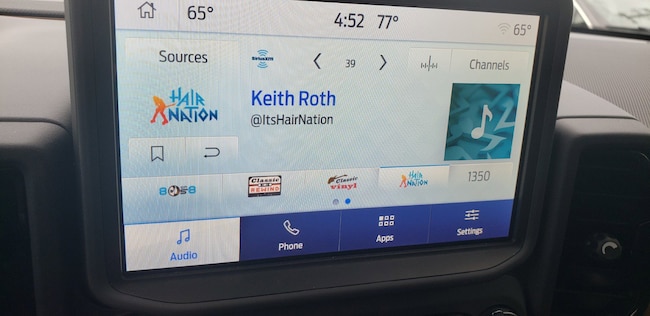 65° 4:52 77° 65°
Sources SiriusXM 39 Channels
HAIR NATION
Keith Roth
@ItsHairNation
Classic REWIND Classic vinyl HAIR NATION 1350
Audio Phone Apps Settings